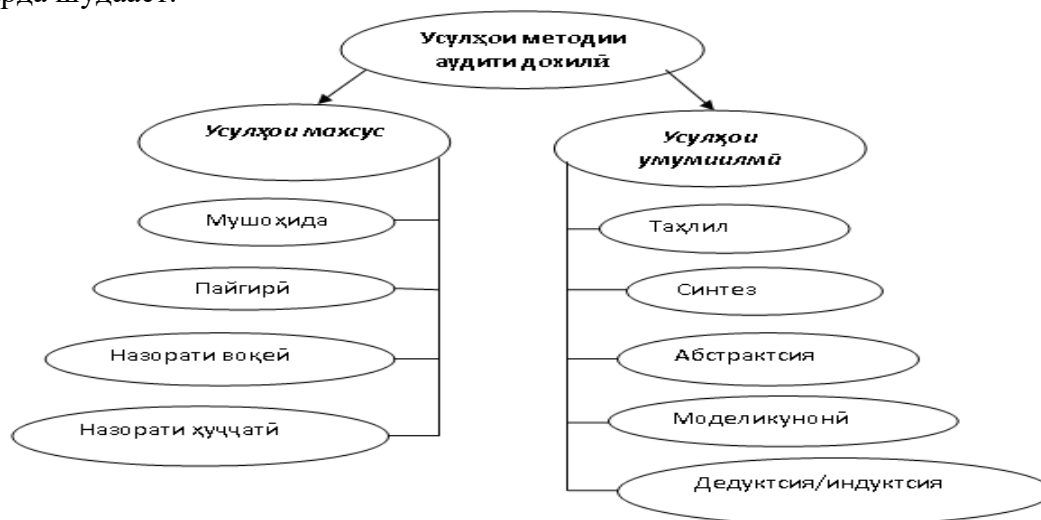 рда шудааст.
Усулҳои методии
аудити дохилӣ
Усулҳои махсус
Усулҳои
умумиилмӣ
Мушоҳида
Таҳлил
Пайгирӣ
Синтез
Назорати воқеӣ
Абстрактсия
Назорати ҳуҷҷатӣ
Моделикунонӣ
Дедуктсия/индуктсия